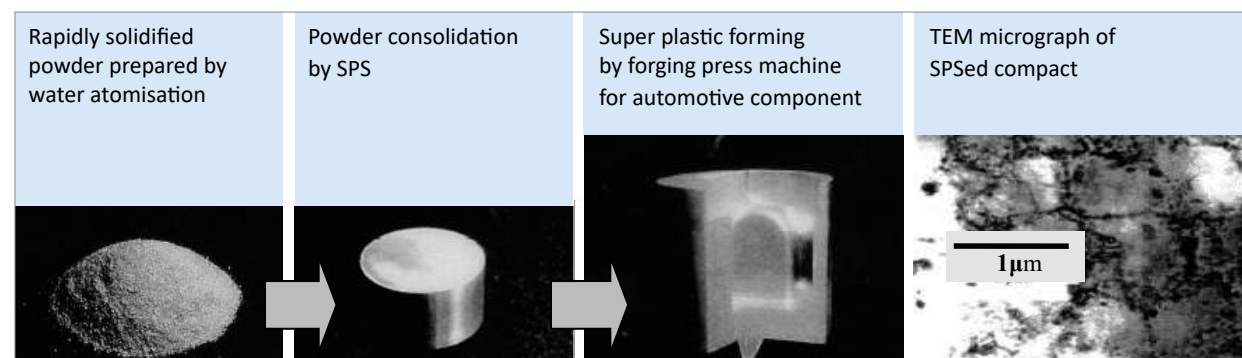 Rapidly solidified
powder prepared by
water atomisation
Powder consolidation
by SPS
Super plastic forming
by forging press machine
for automotive component
TEM micrograph of
SPSed compact
1μm